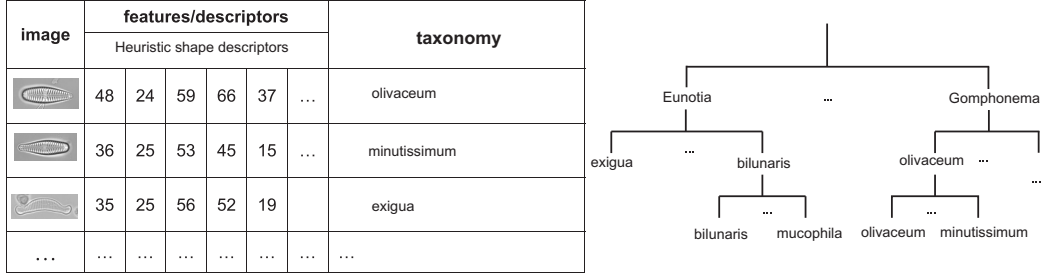 image features/descriptors taxonomy
Heuristic shape descriptors
48 24 59 66 37 ... olivaceum
36 25 53 45 15 ... minutissimum
35 25 56 52 19 exigua
... ... ... ... ... ... ... ...
Eunotia ... Gomphonema
exigua ... bilunaris olivaceum ... ...
bilunaris ... mucophila olivaceum ... minutissimum